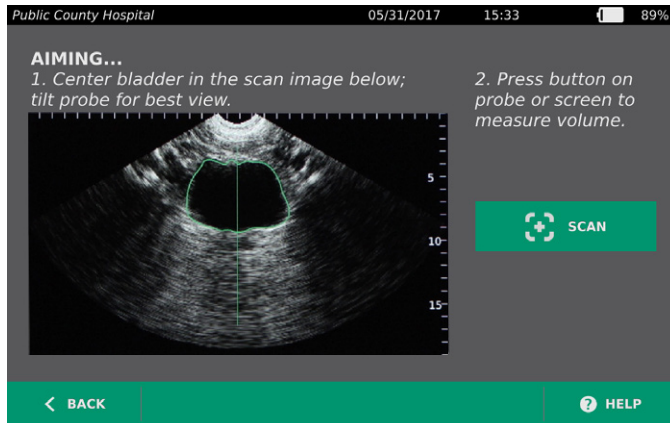 Public County Hospital 05/31/2017 15:33 89%
AIMING...
1. Center bladder in the scan image below;
tilt probe for best view.
2. Press button on
probe or screen to
measure volume.
5
10
15
SCAN
BACK
HELP